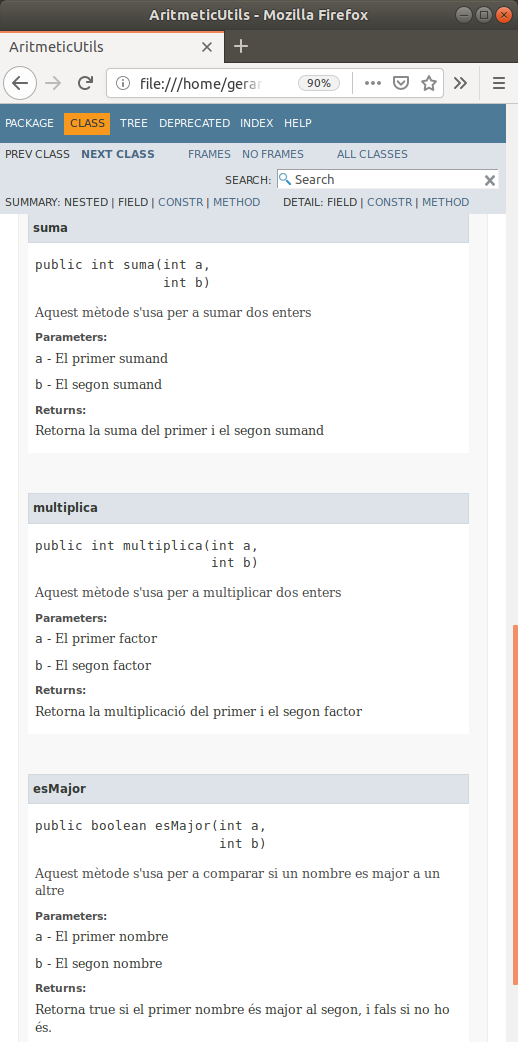 AritmeticUtils - Mozilla Firefox
AritmeticUtils
file:///home/gerar 90%
PACKAGE CLASS TREE DEPRECATED INDEX HELP
PREV CLASS NEXT CLASS FRAMES NO FRAMES ALL CLASSES
SEARCH: Search
SUMMARY: NESTED | FIELD | CONSTR | METHOD DETAIL: FIELD | CONSTR | METHOD
suma
public int suma(int a,
int b)
Aquest mètode s'usa per a sumar dos enters
Parameters:
a - El primer sumand
b - El segon sumand
Returns:
Retorna la suma del primer i el segon sumand
multiplica
public int multiplica(int a,
int b)
Aquest mètode s'usa per a multiplicar dos enters
Parameters:
a - El primer factor
b - El segon factor
Returns:
Retorna la multiplicació del primer i el segon factor
esMajor
public boolean esMajor(int a,
int b)
Aquest mètode s'usa per a comparar si un nombre es major a un
altre
Parameters:
a - El primer nombre
b - El segon nombre
Returns:
Retorna true si el primer nombre és major al segon, i fals si no ho
és.